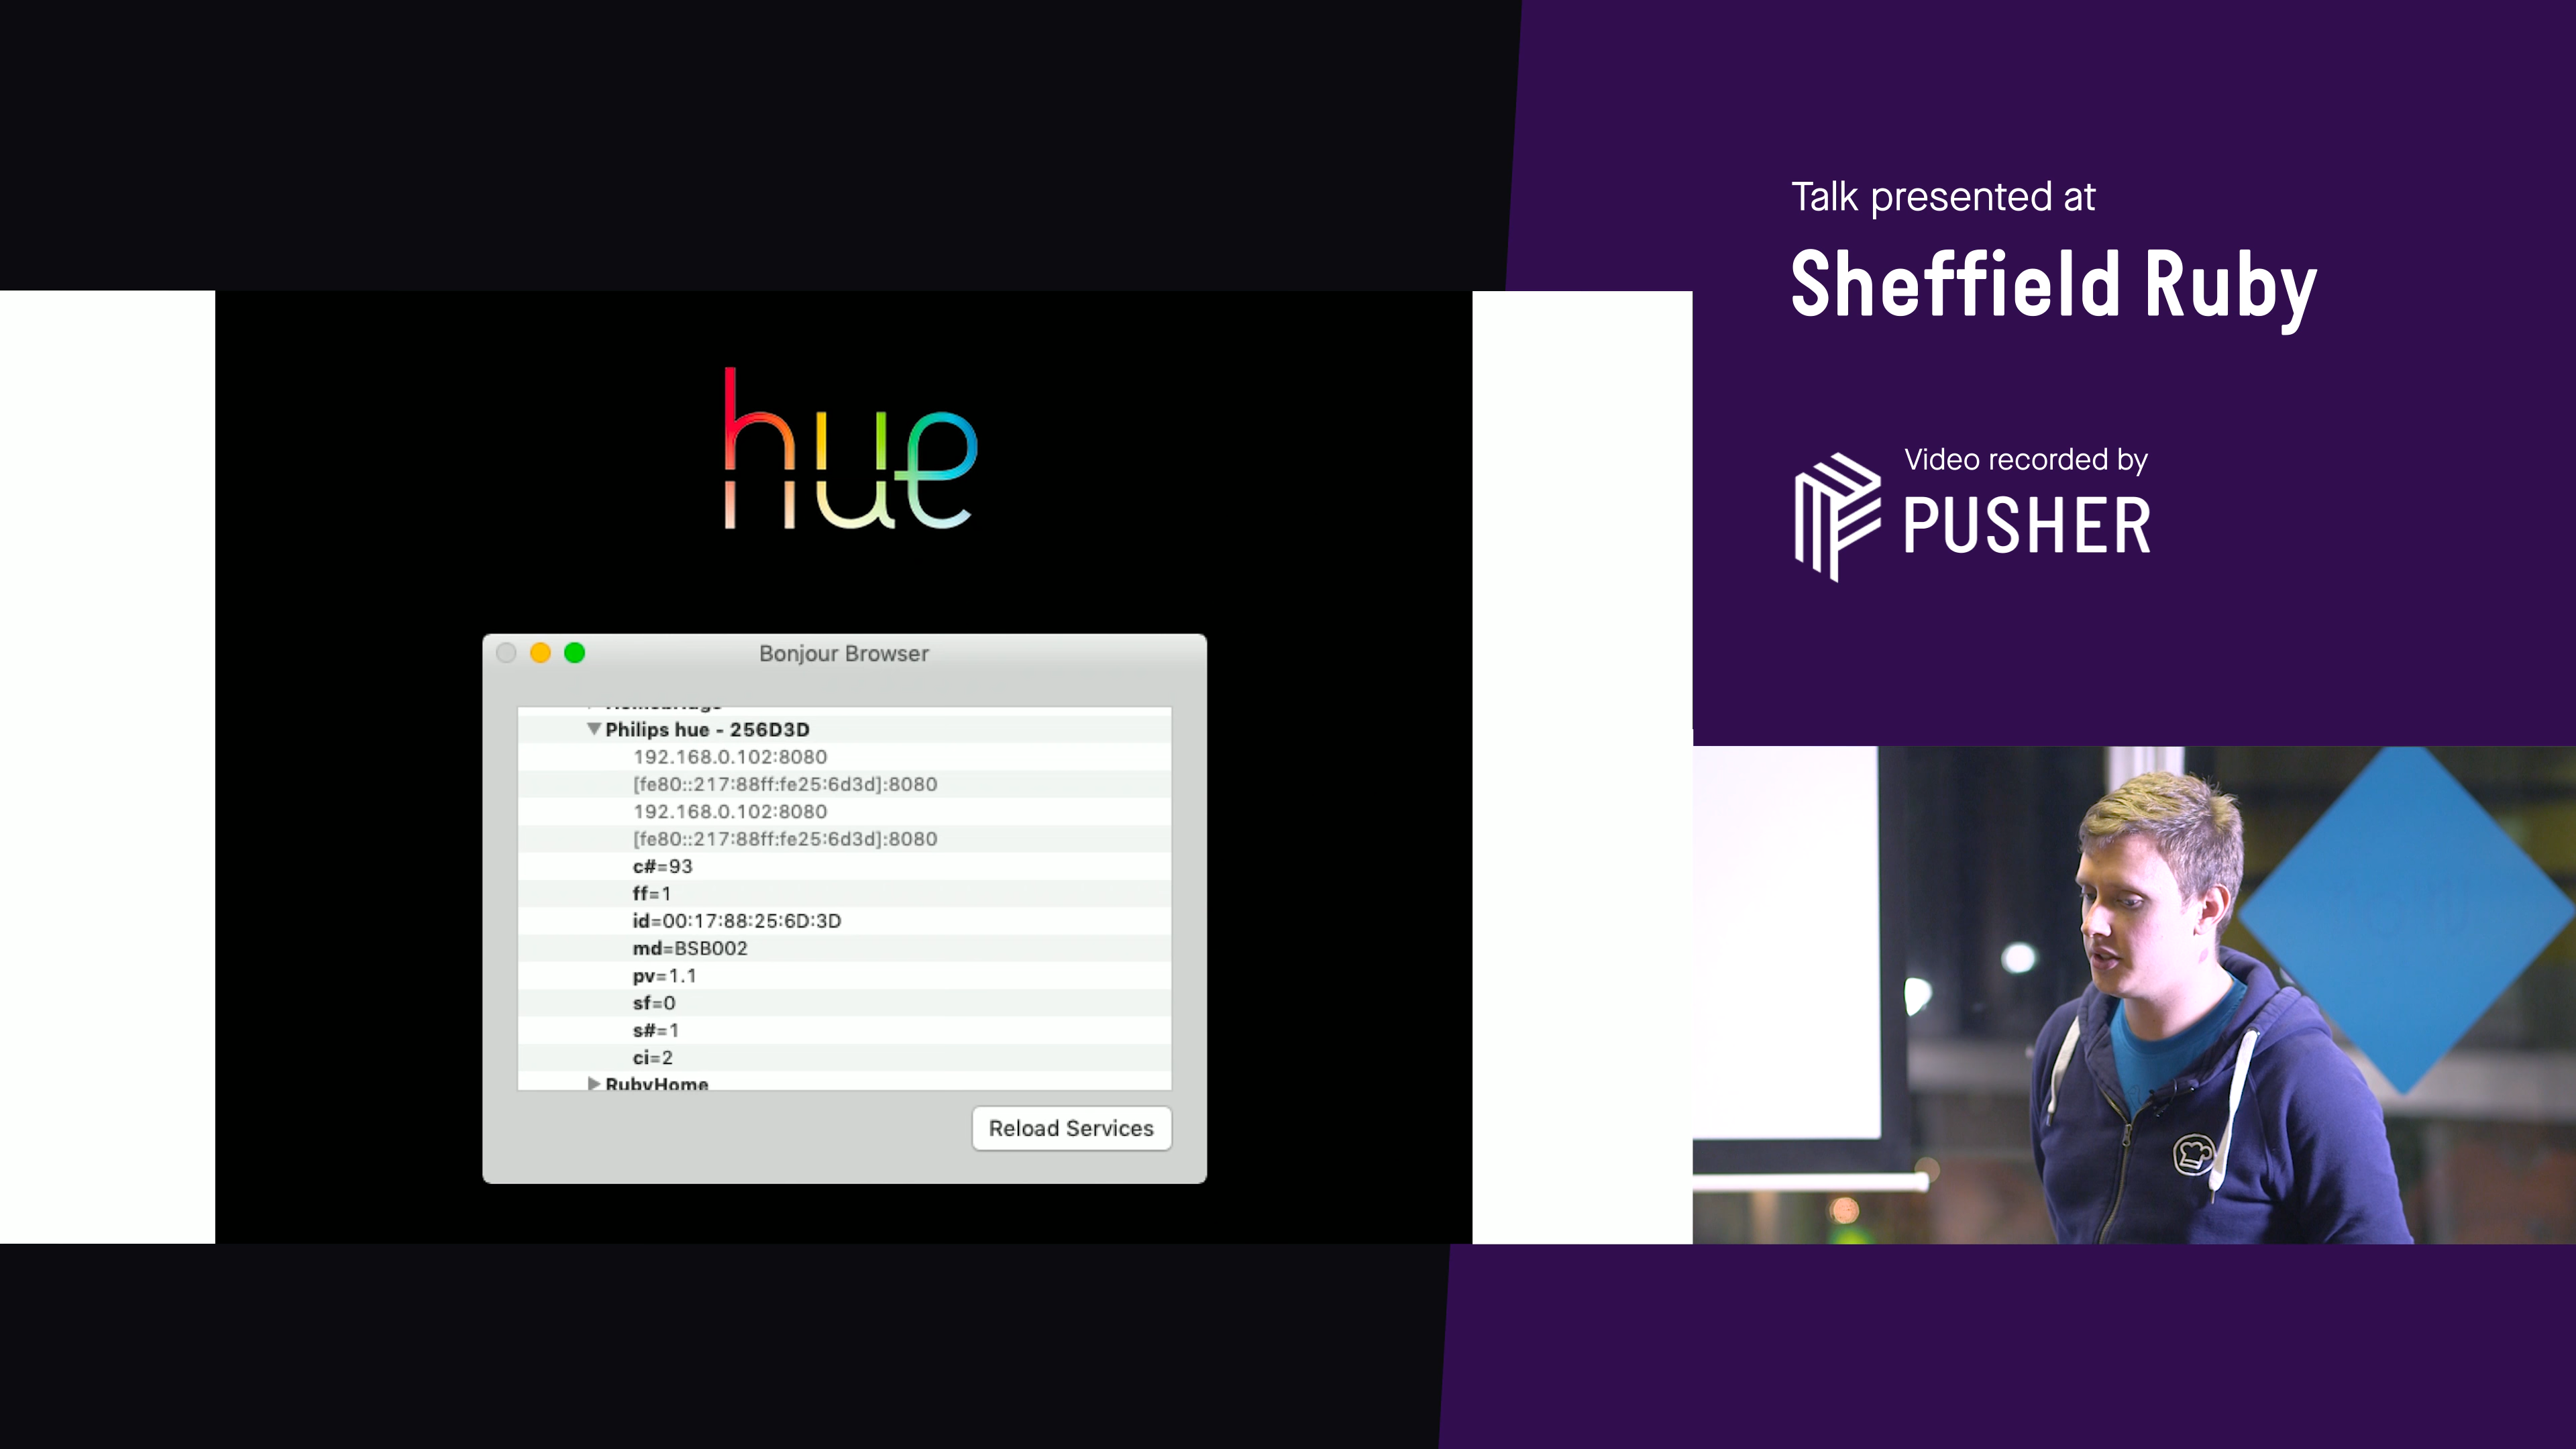 hue
Bonjour Browser
Homebridge
Philips hue - 256D3D
192.168.0.102:8080
[fe80::217:88ff:fe25:6d3d]:8080
192.168.0.102:8080
[fe80::217:88ff:fe25:6d3d]:8080
c#=93
ff=1
id=00:17:88:25:6D:3D
md=BSB002
pv=1.1
sf=0
s#=1
ci=2
RubyHome
Reload Services
Talk presented at
Sheffield Ruby
Video recorded by
PUSHER